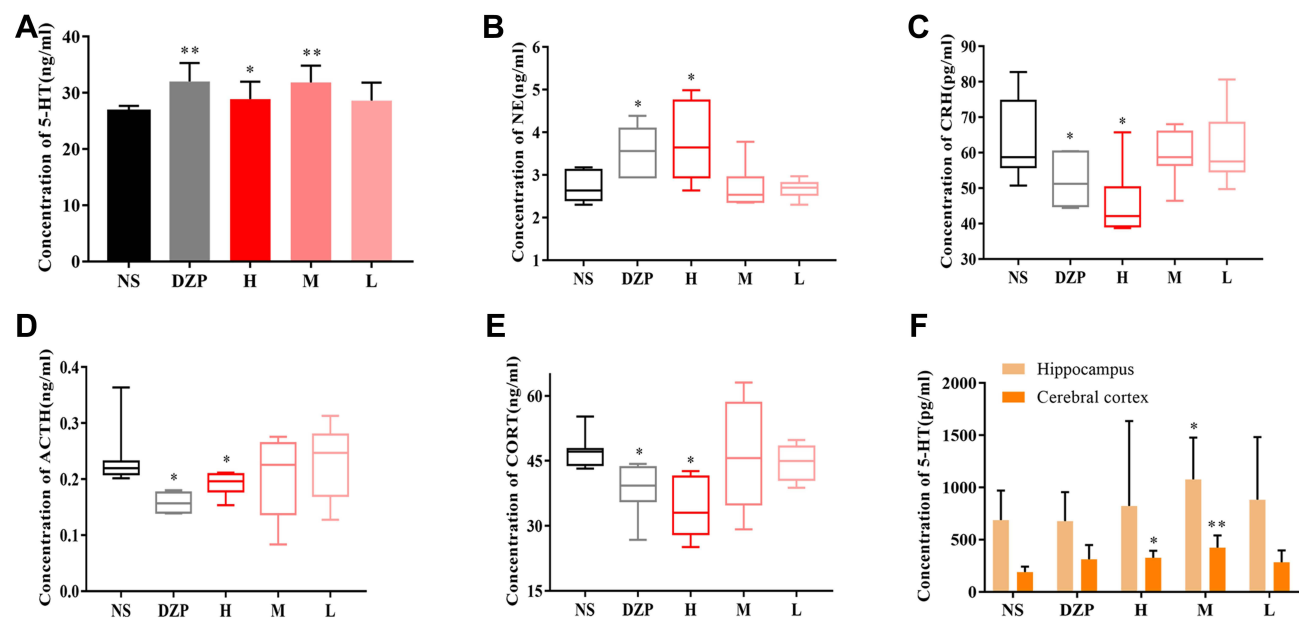 A
Concentration of 5-HT(ng/ml)
40
30
20
10
0
**
*
**
NS DZP H M L
B
Concentration of NE(ng/ml)
6
5
4
3
2
1
*
*
NS DZP H M L
C
Concentration of CRH(pg/ml)
90
80
70
60
50
40
30
*
*
NS DZP H M L
D
Concentration of ACTH(ng/ml)
0.4
0.3
0.2
0.1
0.0
*
*
NS DZP H M L
E
Concentration of CORT(ng/ml)
60
45
30
15
*
*
NS DZP H M L
F
Concentration of 5-HT(pg/ml)
Hippocampus
Cerebral cortex
2000
1500
1000
500
0
*
*
**
NS DZP H M L